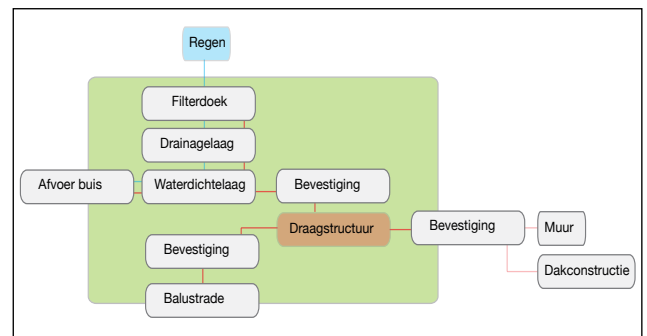 Regen
Filterdoek
Drainagelaag
Afvoer buis
Waterdichtelaag
Bevestiging
Draagstructuur
Bevestiging
Muur
Bevestiging
Dakconstructie
Balustrade